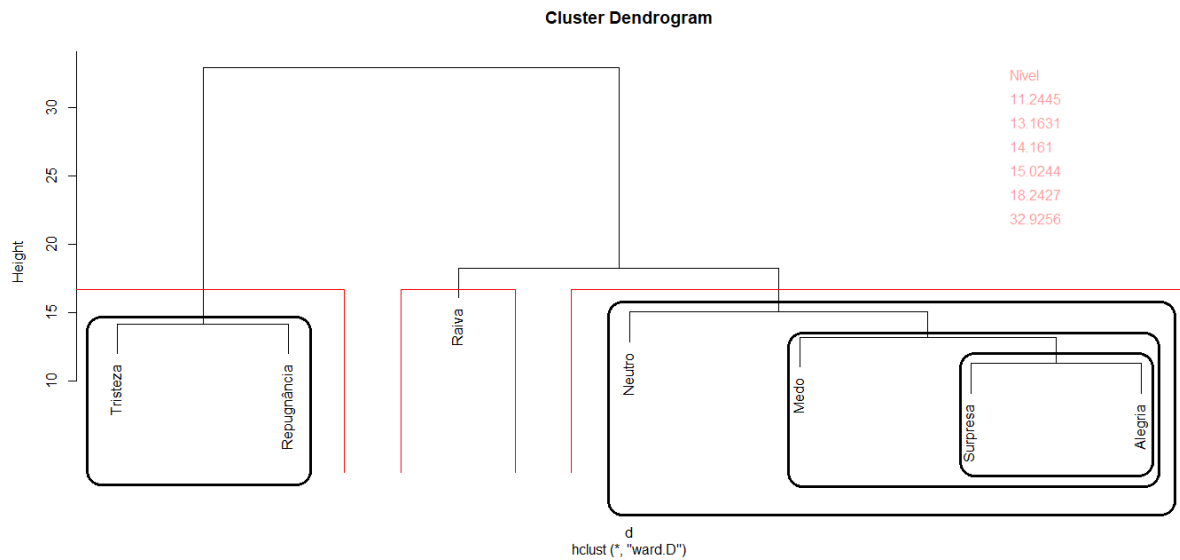 Cluster Dendrogram
Height
30
25
20
15
10
Nível
11.2445
13.1631
14.161
15.0244
18.2427
32.9256
Tristeza
Repugnância
Raiva
Neutro
Medo
Surpresa
Alegria
d
hclust (*, "ward.D")